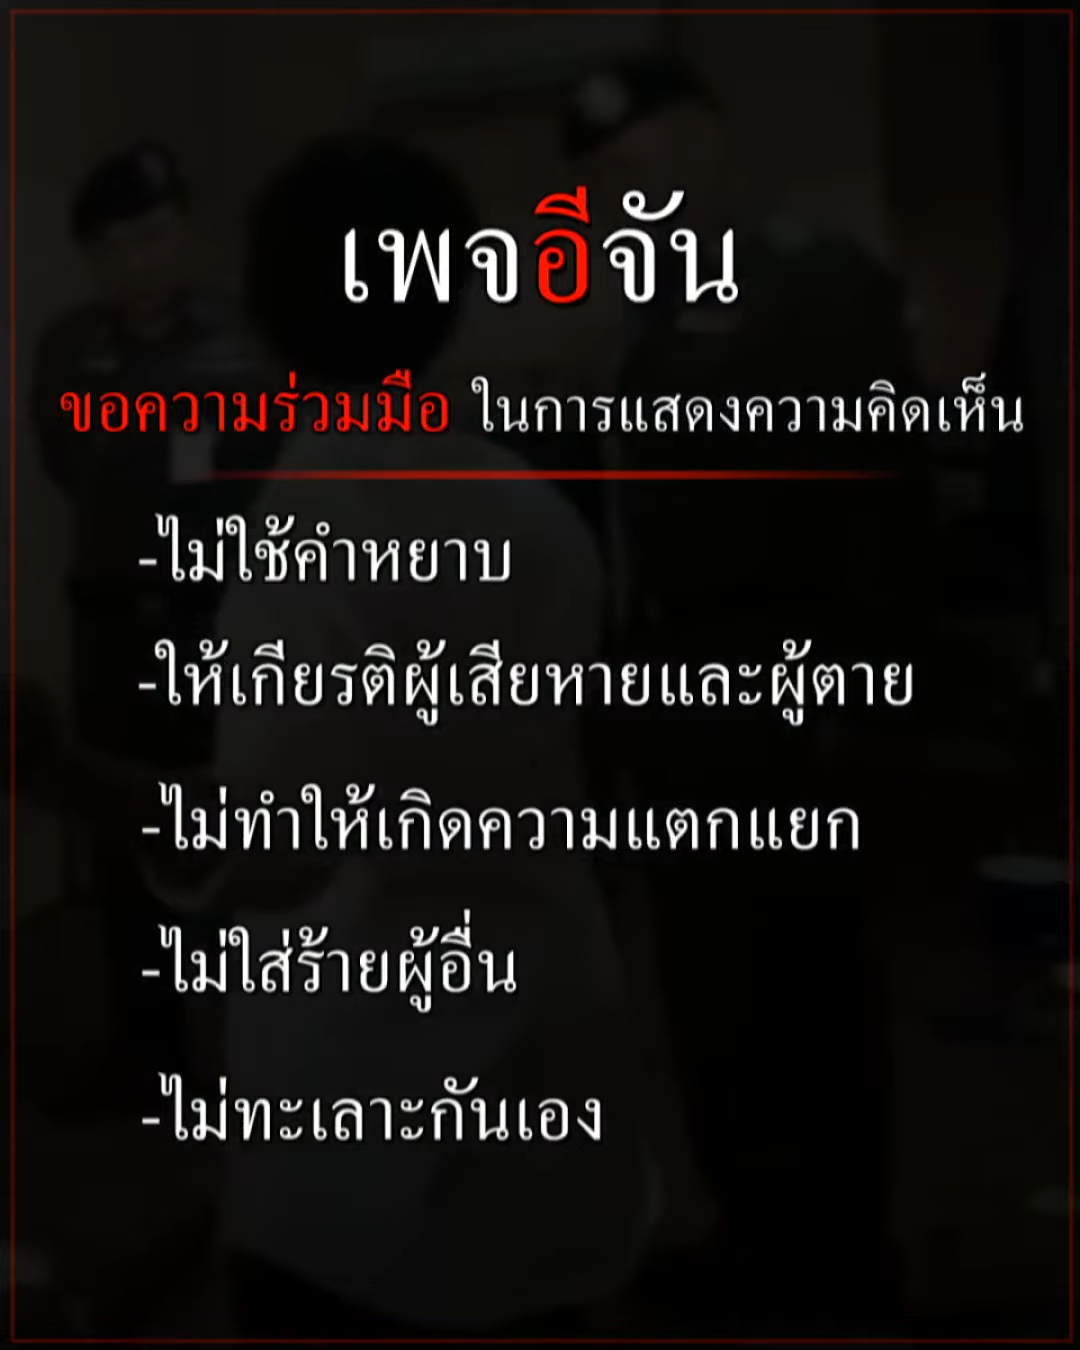 เพจอีจัน
ขอความร่วมมือ ในการแสดงความคิดเห็น
-ไม่ใช้คำหยาบ
-ให้เกียรติผู้เสียหายและผู้ตาย
-ไม่ทำให้เกิดความแตกแยก
-ไม่ใส่ร้ายผู้อื่น
-ไม่ทะเลาะกันเอง